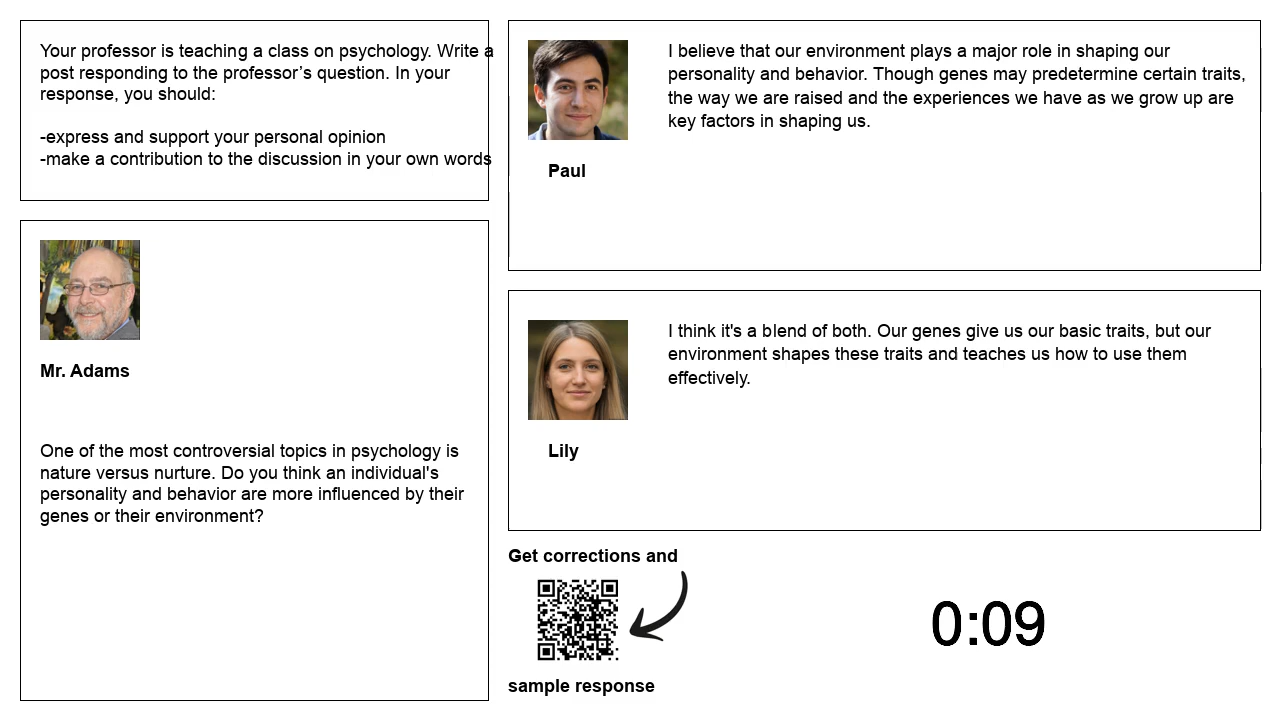 Your professor is teaching a class on psychology. Write a
post responding to the professor’s question. In your
response, you should:
-express and support your personal opinion
-make a contribution to the discussion in your own words
Mr. Adams
One of the most controversial topics in psychology is
nature versus nurture. Do you think an individual's
personality and behavior are more influenced by their
genes or their environment?
I believe that our environment plays a major role in shaping our
personality and behavior. Though genes may predetermine certain traits,
the way we are raised and the experiences we have as we grow up are
key factors in shaping us.
Paul
I think it's a blend of both. Our genes give us our basic traits, but our
environment shapes these traits and teaches us how to use them
effectively.
Lily
Get corrections and
sample response
0:09